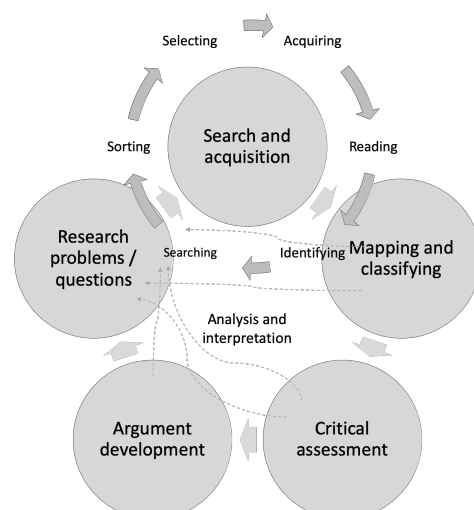 Selecting
Acquiring
Search and
acquisition
Sorting
Reading
Research
problems /
questions
Searching
Identifying
Mapping and
classifying
Analysis and
interpretation
Argument
development
Critical
assessment